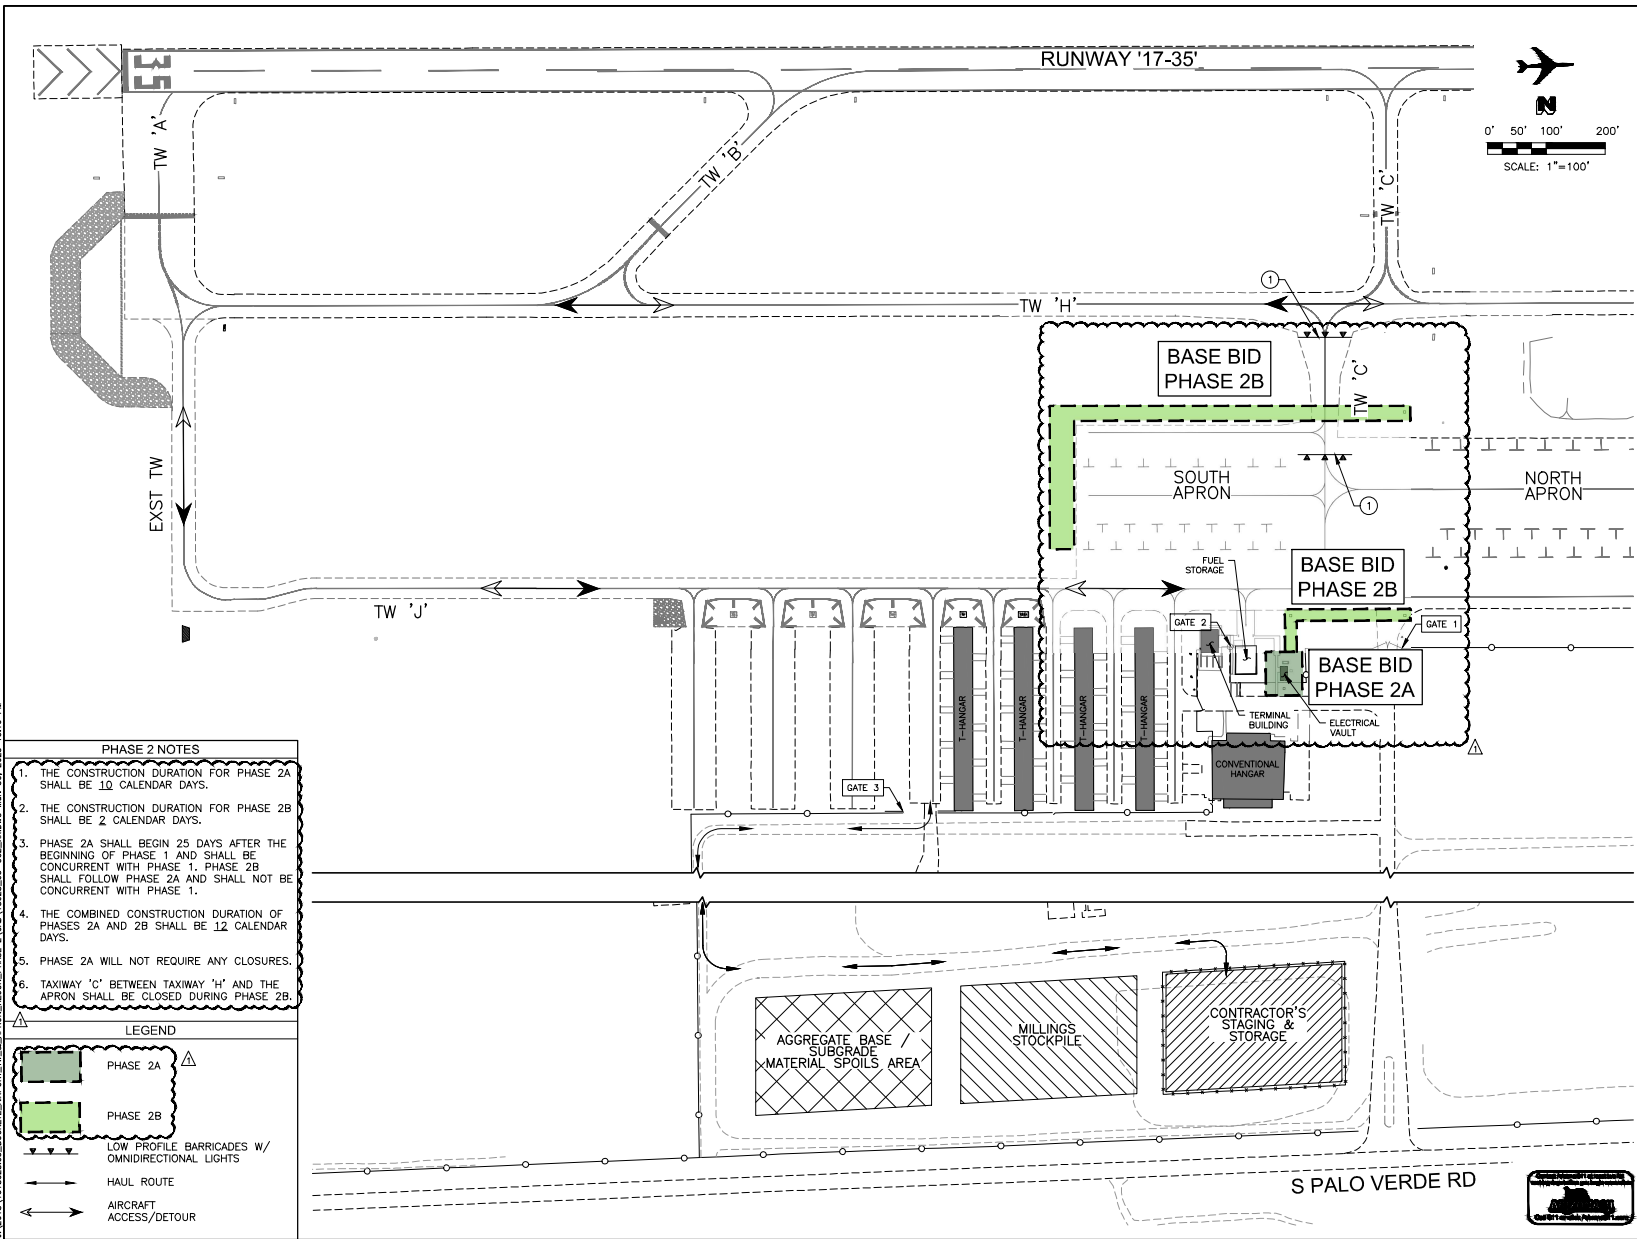 RUNWAY '17-35'
35
N
0' 50' 100' 200'
SCALE: 1"=100'
TW 'A'
TW 'B'
TW 'C'
1
TW 'H'
BASE BID
PHASE 2B
TW 'C'
EXST TW
SOUTH
APRON
NORTH
APRON
1
FUEL
STORAGE
BASE BID
PHASE 2B
TW 'J'
GATE 2
GATE 1
BASE BID
PHASE 2A
T-HANGAR
T-HANGAR
T-HANGAR
T-HANGAR
TERMINAL
BUILDING
ELECTRICAL
VAULT
1
CONVENTIONAL
HANGAR
GATE 3
PHASE 2 NOTES
1. THE CONSTRUCTION DURATION FOR PHASE 2A
SHALL BE 10 CALENDAR DAYS.
2. THE CONSTRUCTION DURATION FOR PHASE 2B
SHALL BE 2 CALENDAR DAYS.
3. PHASE 2A SHALL BEGIN 25 DAYS AFTER THE
BEGINNING OF PHASE 1 AND SHALL BE
CONCURRENT WITH PHASE 1. PHASE 2B
SHALL FOLLOW PHASE 2A AND SHALL NOT BE
CONCURRENT WITH PHASE 1.
4. THE COMBINED CONSTRUCTION DURATION OF
PHASES 2A AND 2B SHALL BE 12 CALENDAR
DAYS.
5. PHASE 2A WILL NOT REQUIRE ANY CLOSURES.
6. TAXIWAY 'C' BETWEEN TAXIWAY 'H' AND THE
APRON SHALL BE CLOSED DURING PHASE 2B.
1
LEGEND
PHASE 2A
1
PHASE 2B
LOW PROFILE BARRICADES W/
OMNIDIRECTIONAL LIGHTS
HAUL ROUTE
AIRCRAFT
ACCESS/DETOUR
AGGREGATE BASE /
SUBGRADE
MATERIAL SPOILS AREA
MILLINGS
STOCKPILE
CONTRACTOR'S
STAGING &
STORAGE
S PALO VERDE RD